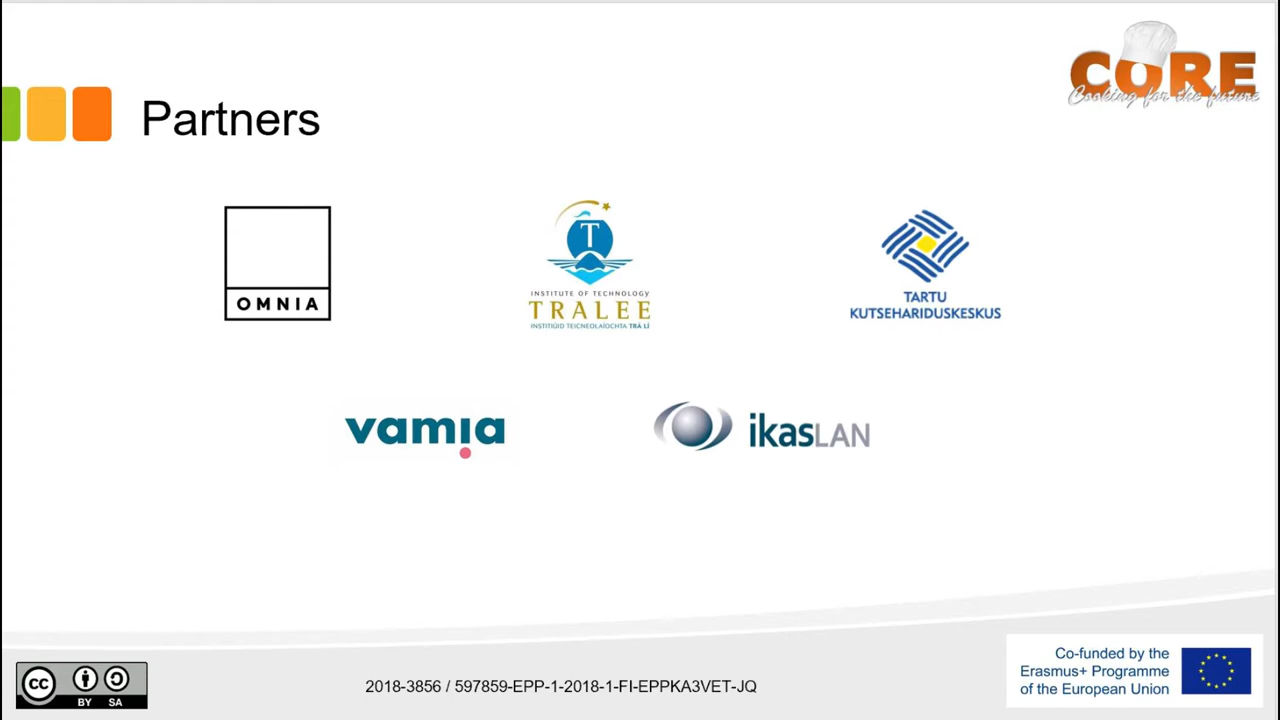 CORE
Cooking for the future
Partners
OMNIA
T
INSTITUTE OF TECHNOLOGY
TRALEE
INSTITIÚID TEICNEOLAÍOCHTA TRÁ LÍ
TARTU
KUTSEHARIDUSKESKUS
vamia
ikasLAN
cc
BY SA
2018-3856 / 597859-EPP-1-2018-1-FI-EPPKA3VET-JQ
Co-funded by the
Erasmus+ Programme
of the European Union